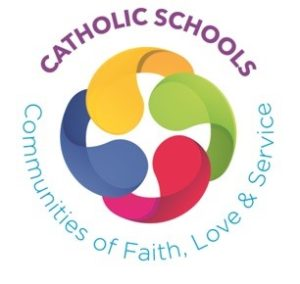 CATHOLIC SCHOOLS
Communities of Faith, Love & Service